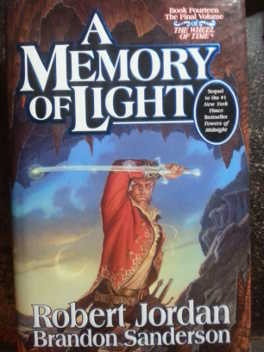 Book Fourteen
The Final Volume
OF
THE WHEEL
OF TIME
A
MEMORY
OF LIGHT
Sequel
to the #1
New York
Times
Bestseller
Towers of
Midnight
Robert Jordan
Brandon Sanderson